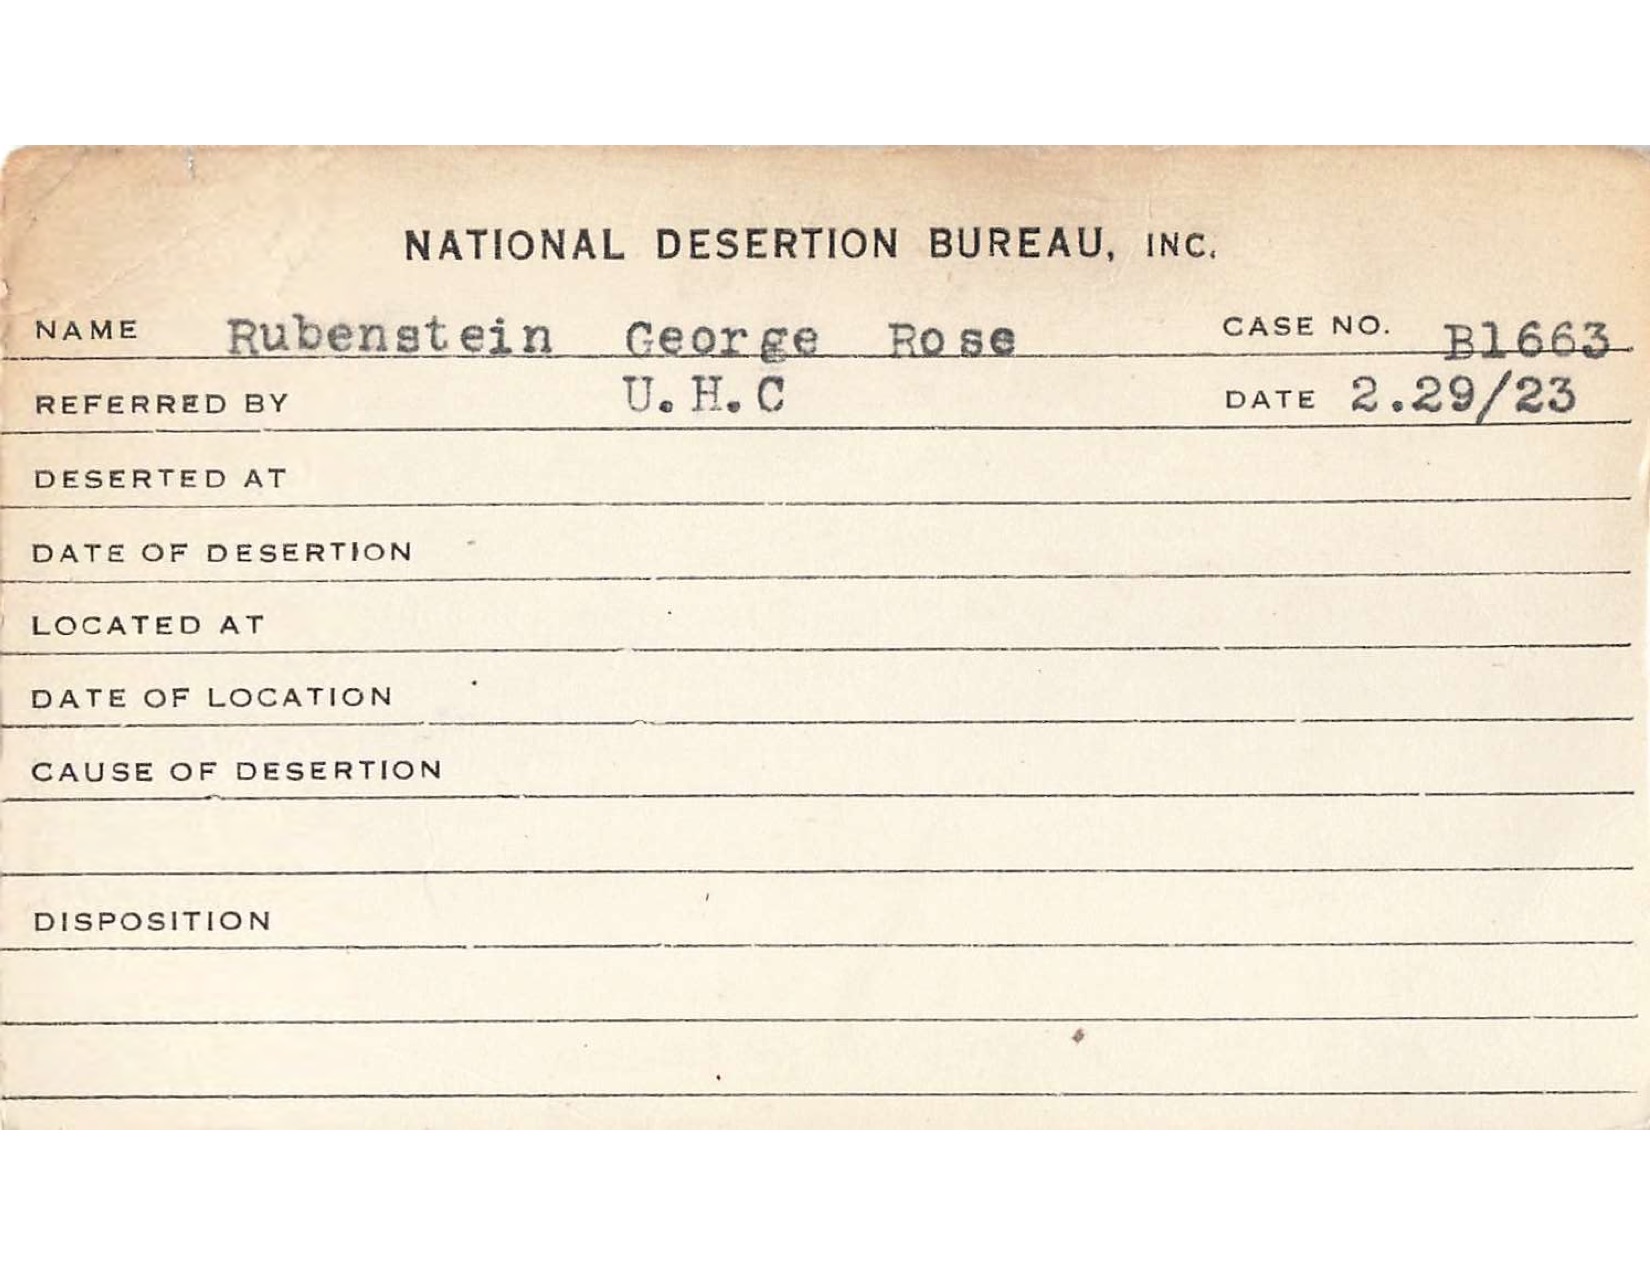 NATIONAL DESERTION BUREAU, INC.
NAME Rubenstein George Rose CASE NO. B1663
REFERRED BY U.H.C DATE 2.29/23
DESERTED AT
DATE OF DESERTION
LOCATED AT
DATE OF LOCATION
CAUSE OF DESERTION
DISPOSITION